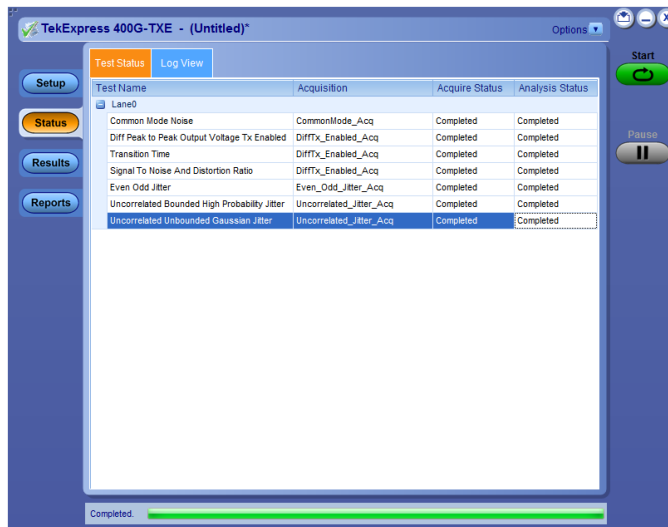 TekExpress 400G-TXE - (Untitled)*
Options
Start
Pause
Setup
Status
Results
Reports
Test Status Log View
Test Name Acquisition Acquire Status Analysis Status
Lane0
Common Mode Noise CommonMode_Acq Completed Completed
Diff Peak to Peak Output Voltage Tx Enabled DiffTx_Enabled_Acq Completed Completed
Transition Time DiffTx_Enabled_Acq Completed Completed
Signal To Noise And Distortion Ratio DiffTx_Enabled_Acq Completed Completed
Even Odd Jitter Even_Odd_Jitter_Acq Completed Completed
Uncorrelated Bounded High Probability Jitter Uncorrelated_Jitter_Acq Completed Completed
Uncorrelated Unbounded Gaussian Jitter Uncorrelated_Jitter_Acq Completed Completed
Completed.